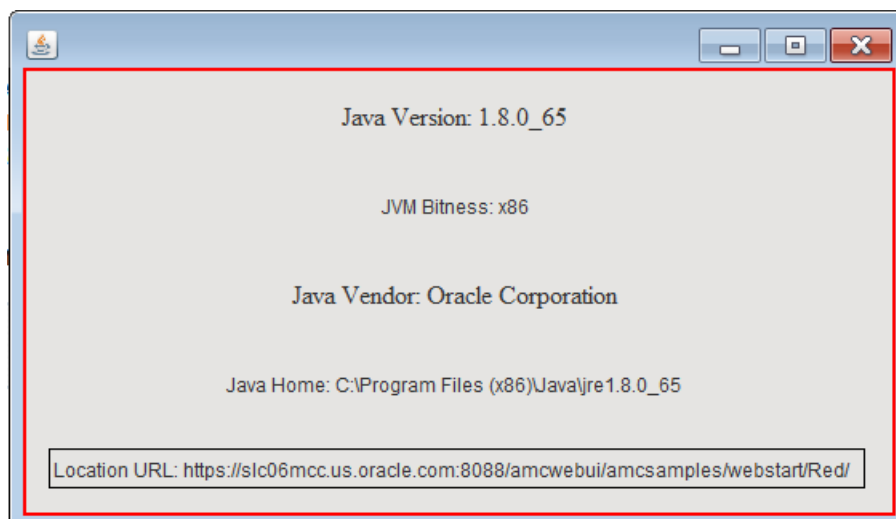 Java Version: 1.8.0_65
JVM Bitness: x86
Java Vendor: Oracle Corporation
Java Home: C:\Program Files (x86)\Java\jre1.8.0_65
Location URL: https://slc06mcc.us.oracle.com:8088/amcwebui/amcsamples/webstart/Red/